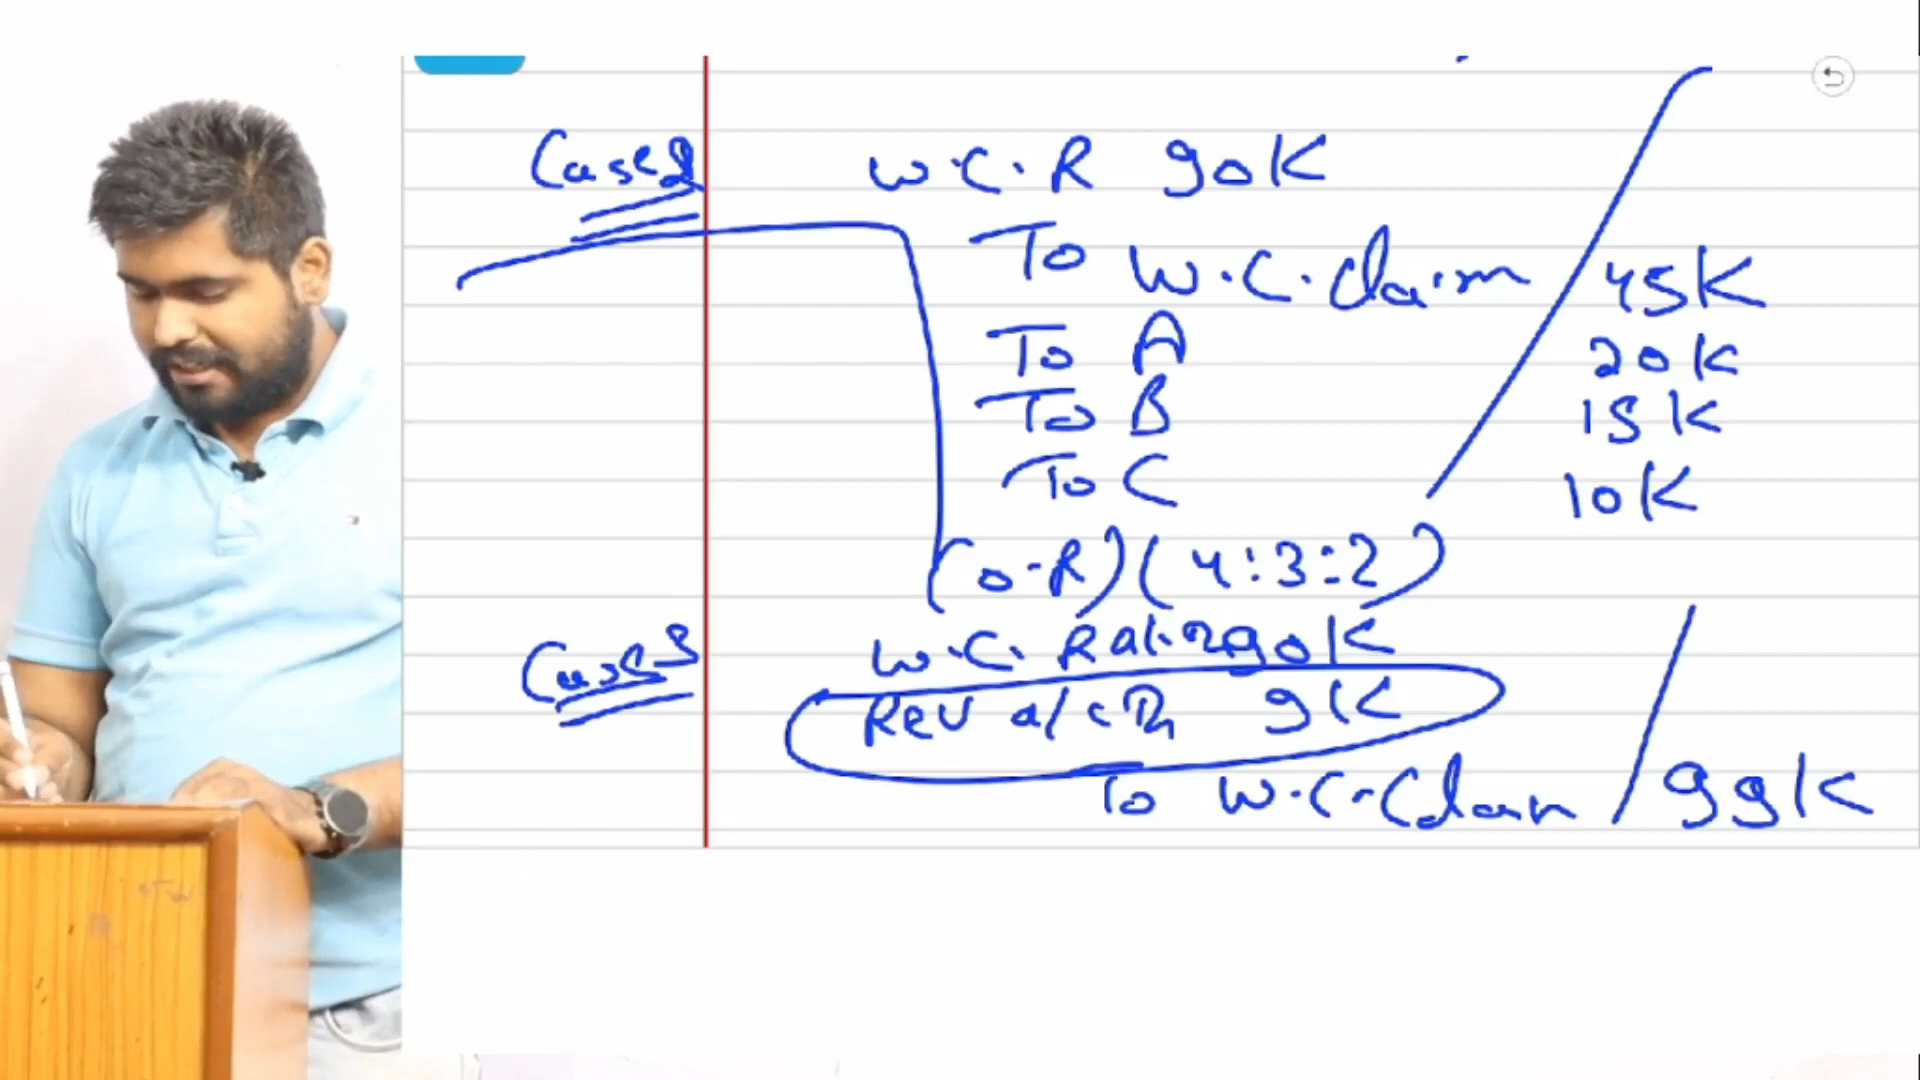 Case 2
W.C.R 90K
To W.C.Claim 45K
To A 20K
To B 15K
To C 10K
(O.R) (4:3:2)
Case 3
W.C. R 90K
Rev a/c Dr 9K
To W.C.Claim 99K